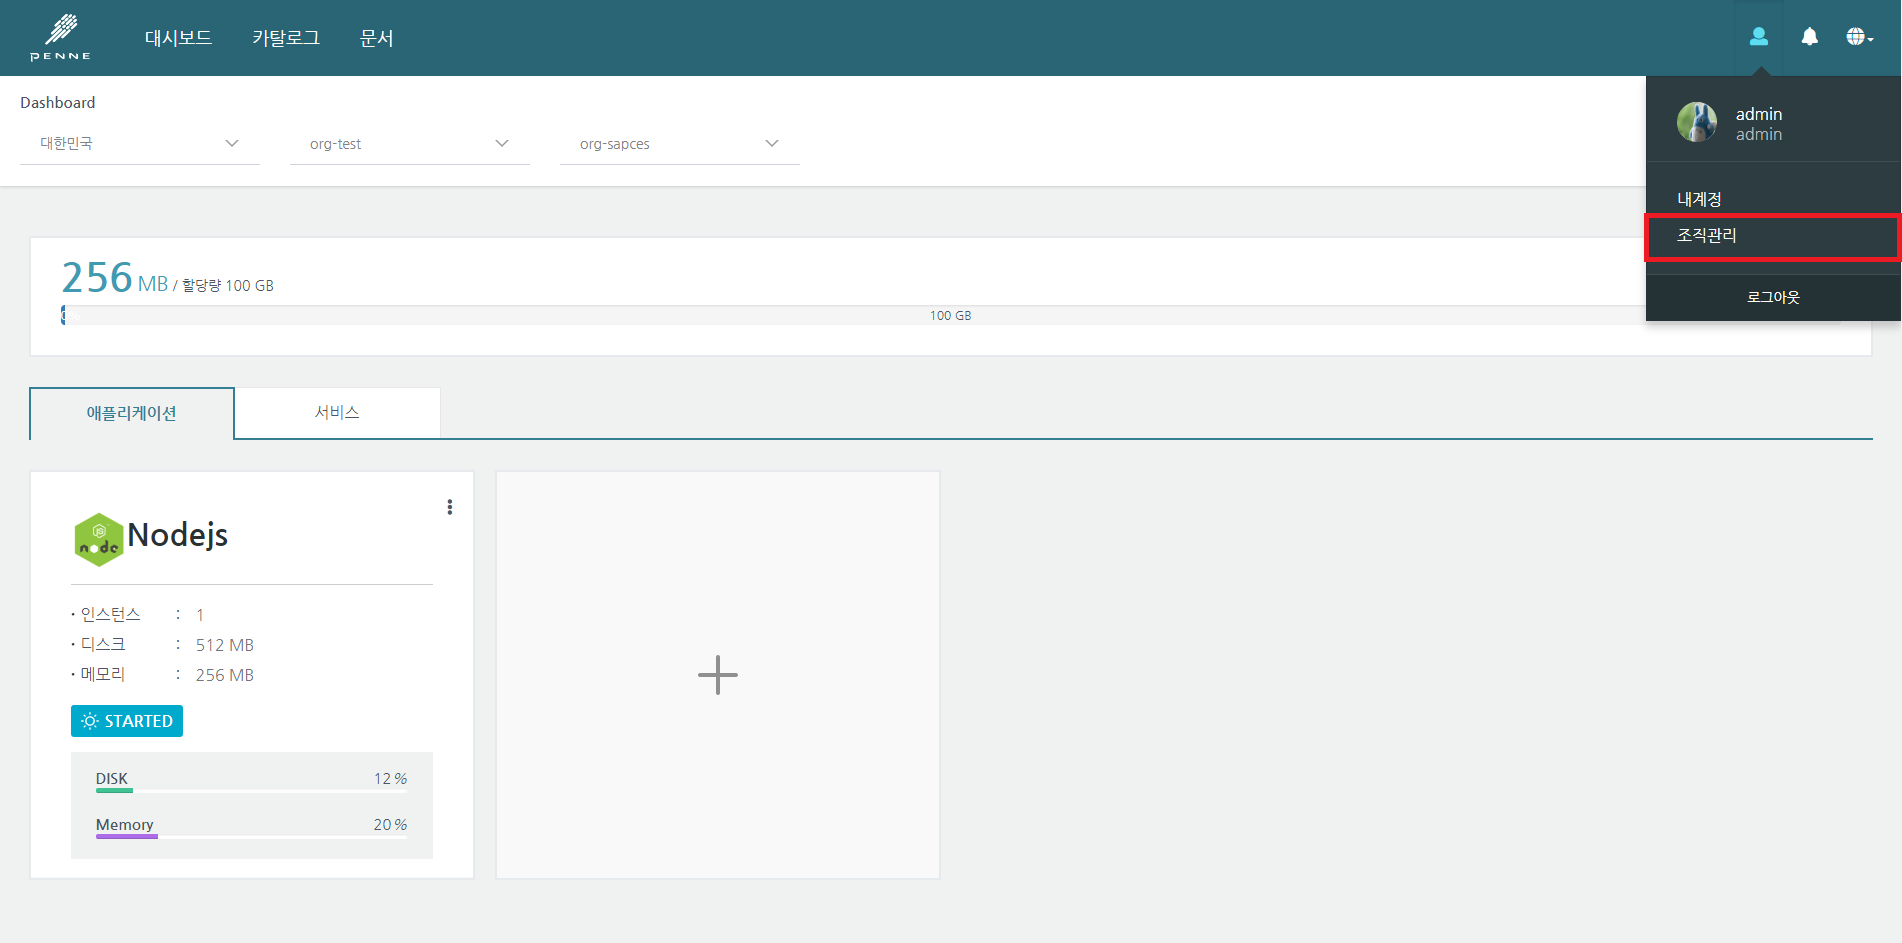 PENNE
대시보드 카탈로그 문서
Dashboard
대한민국 org-test org-sapces
admin
admin
내계정
조직관리
로그아웃
256 MB / 할당량 100 GB
0% 100 GB
애플리케이션 서비스
JS
node
Nodejs
· 인스턴스 : 1
· 디스크 : 512 MB
· 메모리 : 256 MB
STARTED
DISK 12 %
Memory 20 %